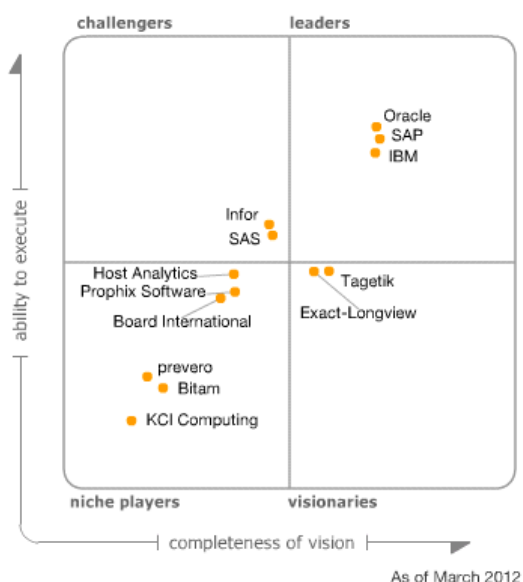 challengers
leaders
Oracle
SAP
IBM
Infor
SAS
Host Analytics
Prophix Software
Board International
Tagetik
Exact-Longview
prevero
Bitam
KCI Computing
niche players
visionaries
ability to execute
completeness of vision
As of March 2012